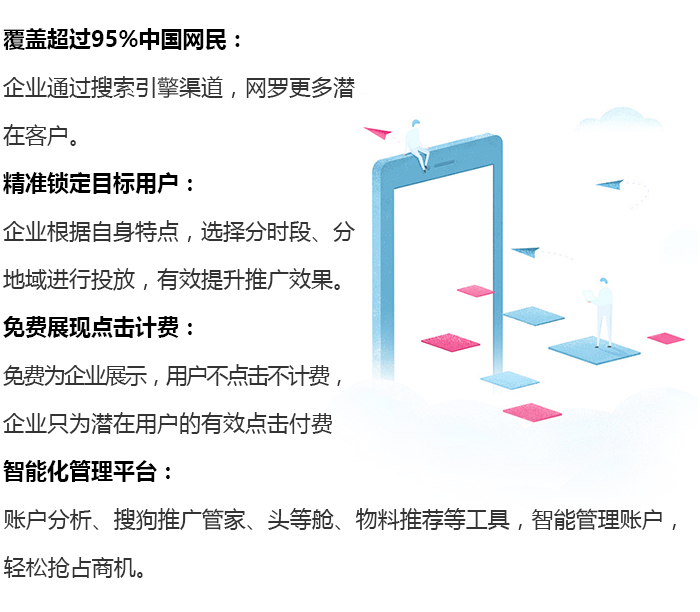 覆盖超过95%中国网民：
企业通过搜索引擎渠道，网罗更多潜
在客户。
精准锁定目标用户：
企业根据自身特点，选择分时段、分
地域进行投放，有效提升推广效果。
免费展现点击计费：
免费为企业展示，用户不点击不计费，
企业只为潜在用户的有效点击付费
智能化管理平台：
账户分析、搜狗推广管家、头等舱、物料推荐等工具，智能管理账户，
轻松抢占商机。